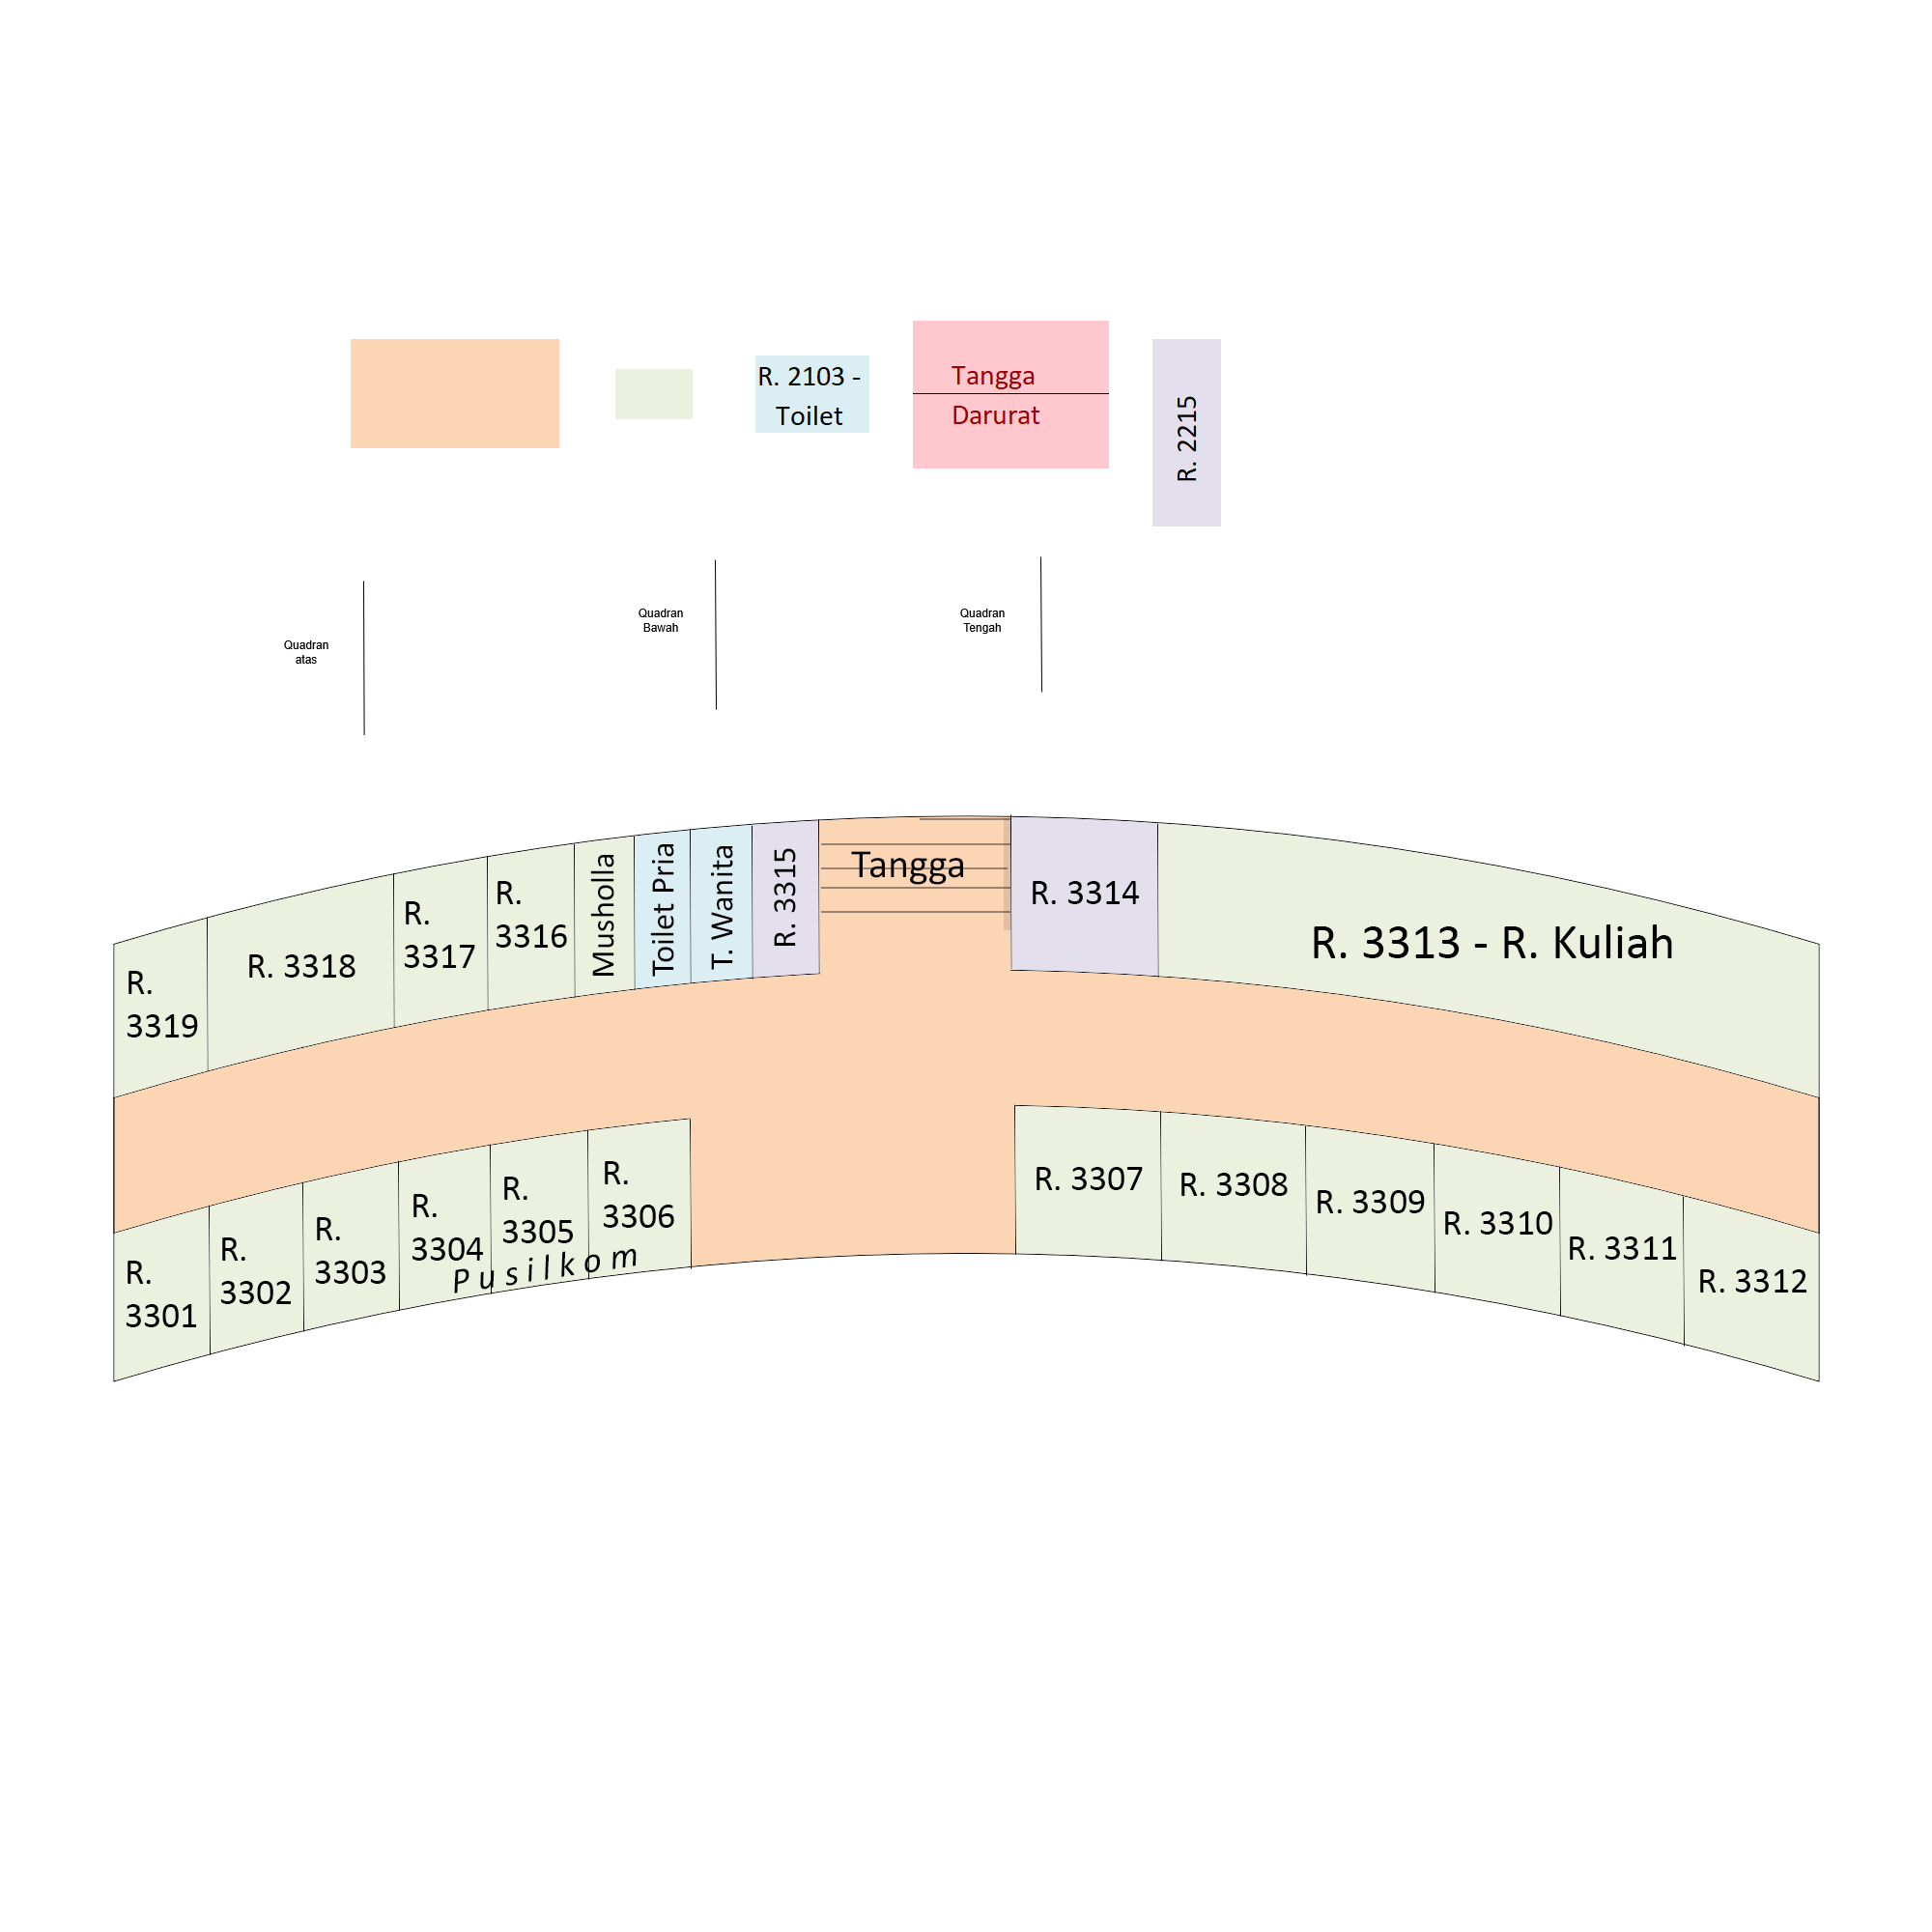 R. 2103 -
Toilet
Tangga
Darurat
R. 2215
Quadran
atas
Quadran
Bawah
Quadran
Tengah
R.
3319
R. 3318
R.
3317
R.
3316
Musholla
Toilet Pria
T. Wanita
R. 3315
Tangga
R. 3314
R. 3313 - R. Kuliah
R.
3301
R.
3302
R.
3303
R.
3304
R.
3305
R.
3306
Pusilkom
R. 3307
R. 3308
R. 3309
R. 3310
R. 3311
R. 3312